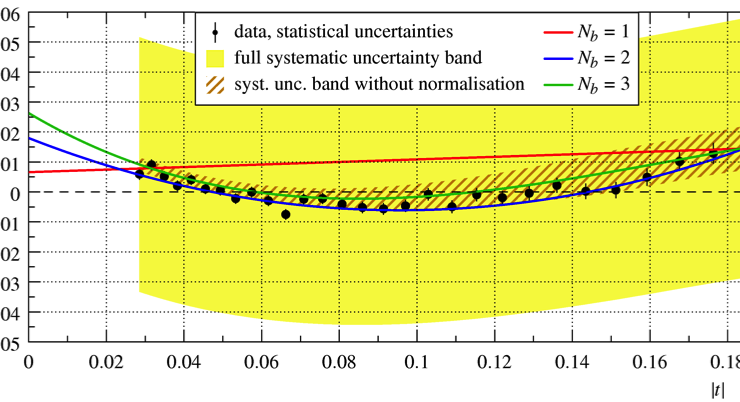 06
05
04
03
02
01
0
01
02
03
04
05
data, statistical uncertainties
full systematic uncertainty band
syst. unc. band without normalisation
N_b = 1
N_b = 2
N_b = 3
0 0.02 0.04 0.06 0.08 0.1 0.12 0.14 0.16 0.18
|t|